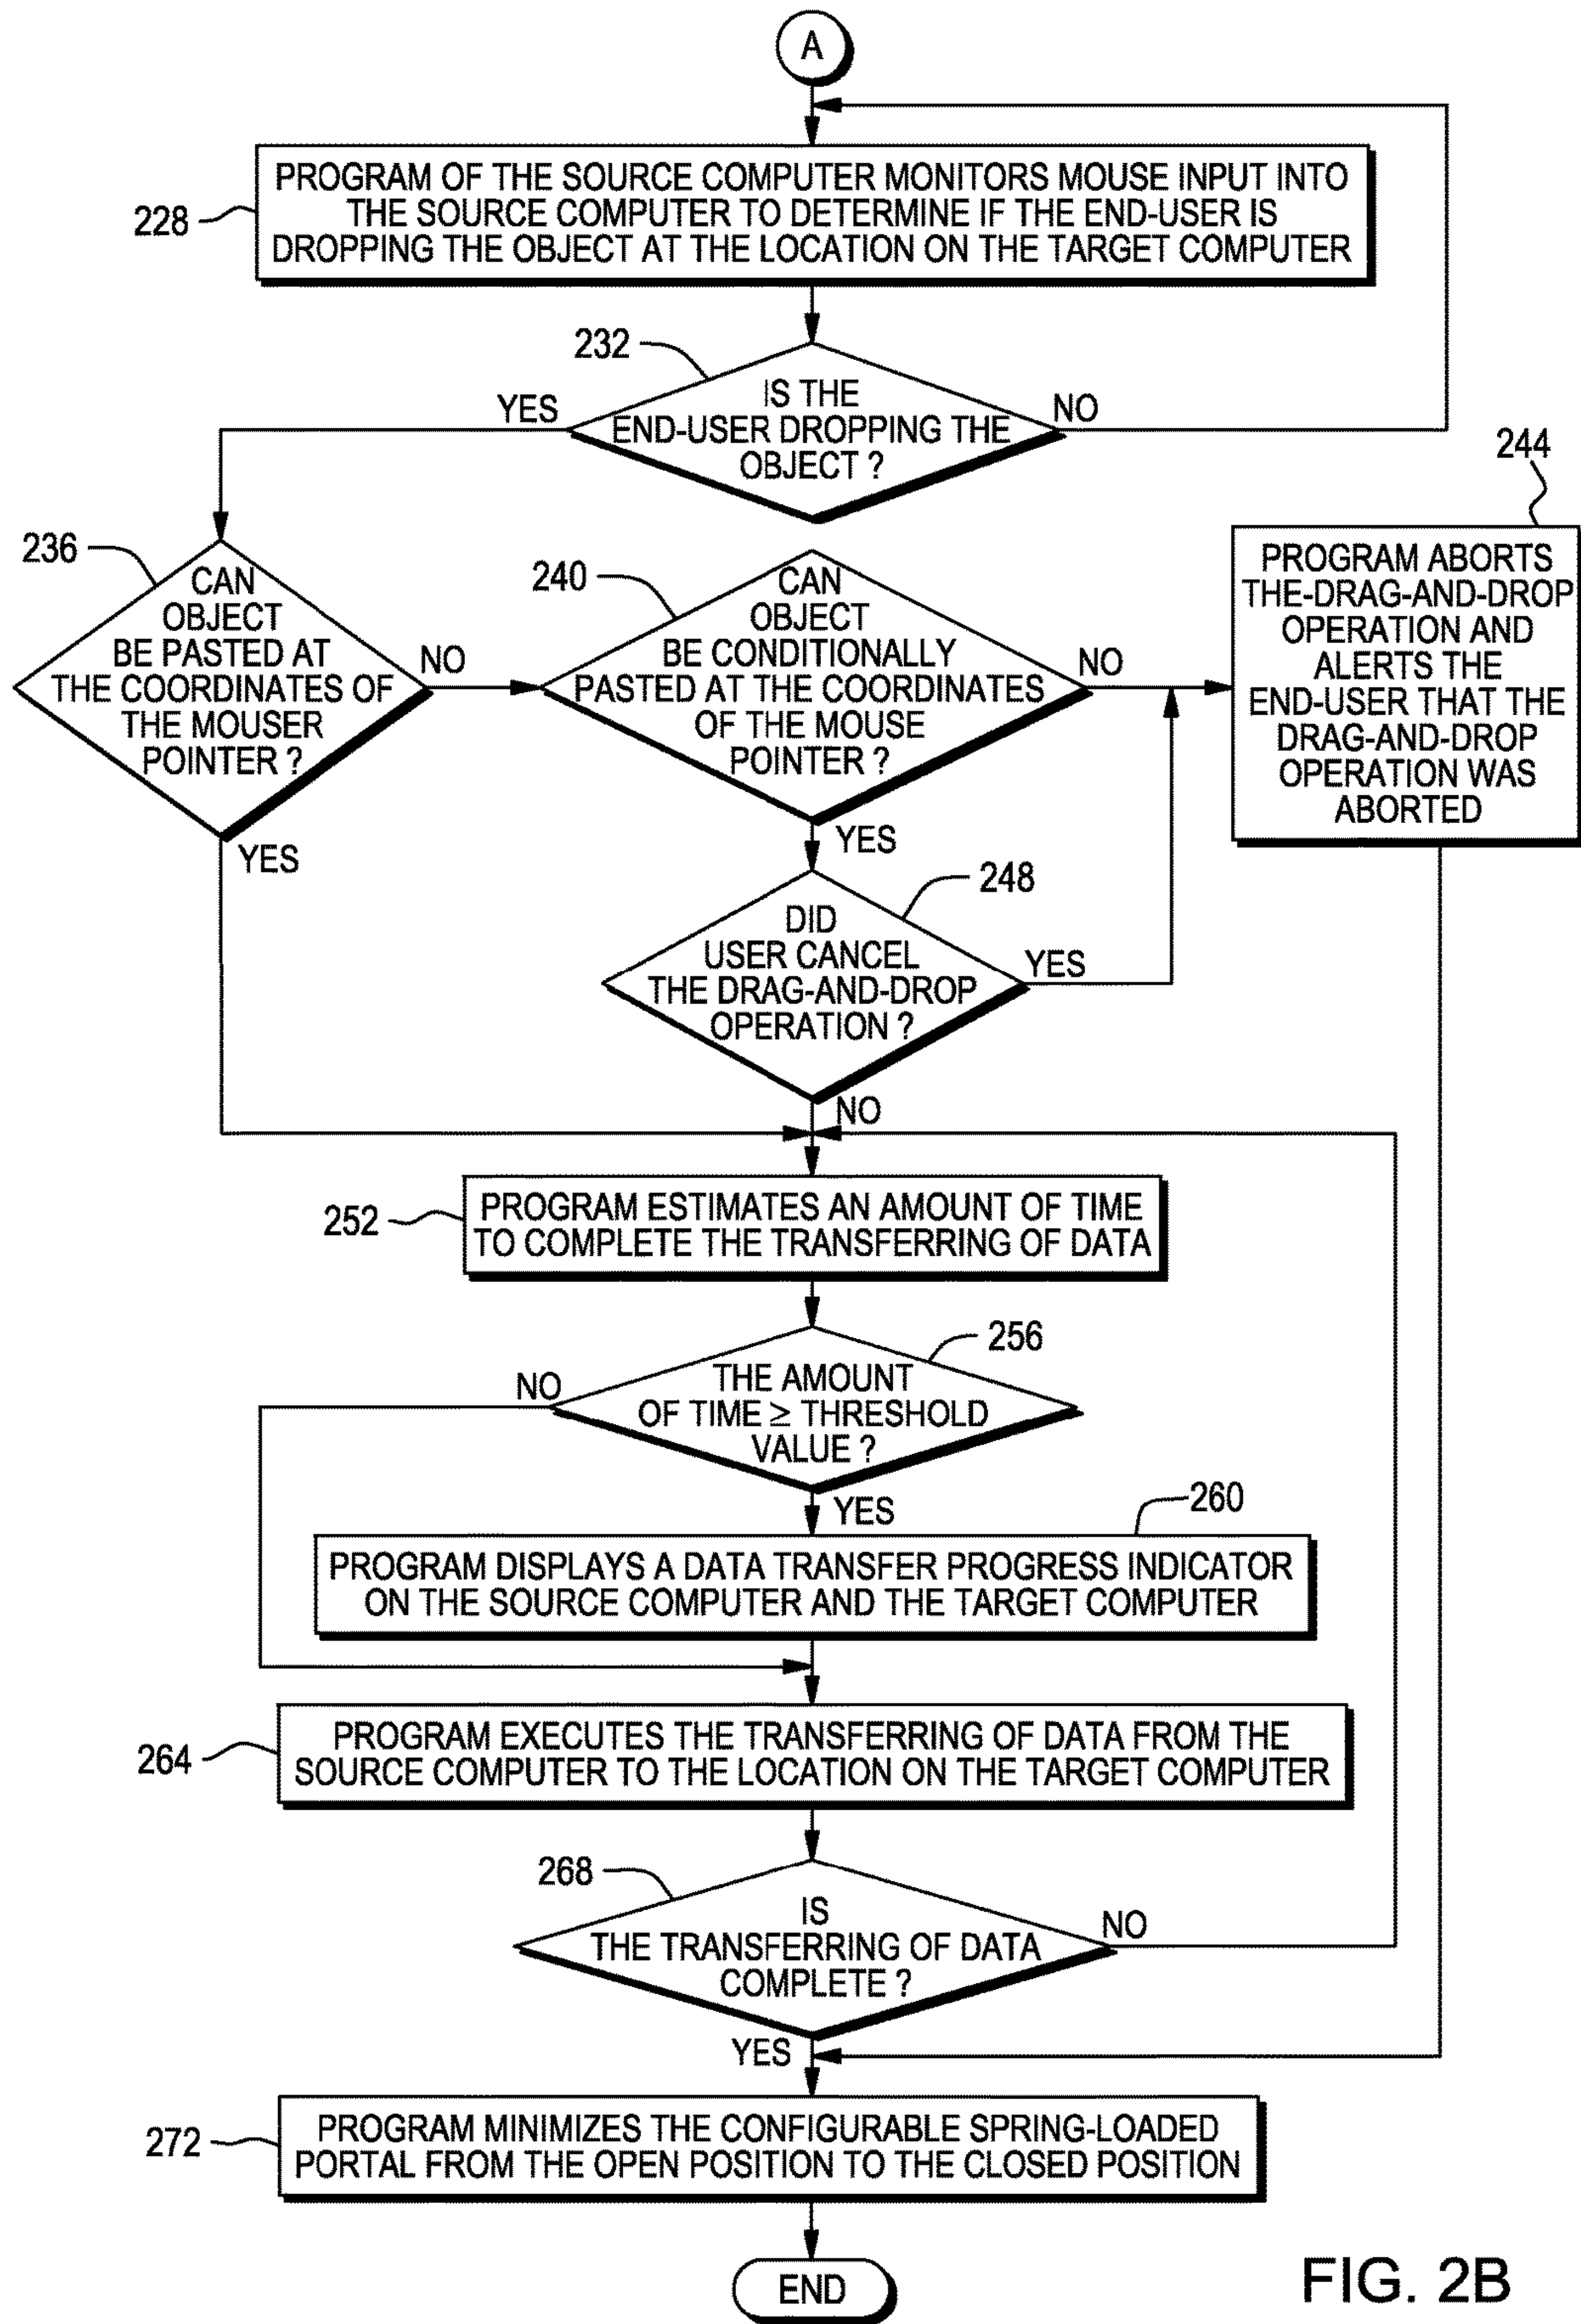 A
PROGRAM OF THE SOURCE COMPUTER MONITORS MOUSE INPUT INTO
THE SOURCE COMPUTER TO DETERMINE IF THE END-USER IS
DROPPING THE OBJECT AT THE LOCATION ON THE TARGET COMPUTER
228
232
IS THE
END-USER DROPPING THE
OBJECT ?
YES
NO
236
CAN
OBJECT
BE PASTED AT
THE COORDINATES OF
THE MOUSER
POINTER ?
NO
YES
240
CAN
OBJECT
BE CONDITIONALLY
PASTED AT THE COORDINATES
OF THE MOUSE
POINTER ?
NO
YES
244
PROGRAM ABORTS
THE-DRAG-AND-DROP
OPERATION AND
ALERTS THE
END-USER THAT THE
DRAG-AND-DROP
OPERATION WAS
ABORTED
248
DID
USER CANCEL
THE DRAG-AND-DROP
OPERATION ?
YES
NO
252
PROGRAM ESTIMATES AN AMOUNT OF TIME
TO COMPLETE THE TRANSFERRING OF DATA
256
THE AMOUNT
OF TIME ≥ THRESHOLD
VALUE ?
NO
YES
260
PROGRAM DISPLAYS A DATA TRANSFER PROGRESS INDICATOR
ON THE SOURCE COMPUTER AND THE TARGET COMPUTER
264
PROGRAM EXECUTES THE TRANSFERRING OF DATA FROM THE
SOURCE COMPUTER TO THE LOCATION ON THE TARGET COMPUTER
268
IS
THE TRANSFERRING OF DATA
COMPLETE ?
NO
YES
272
PROGRAM MINIMIZES THE CONFIGURABLE SPRING-LOADED
PORTAL FROM THE OPEN POSITION TO THE CLOSED POSITION
END
FIG. 2B